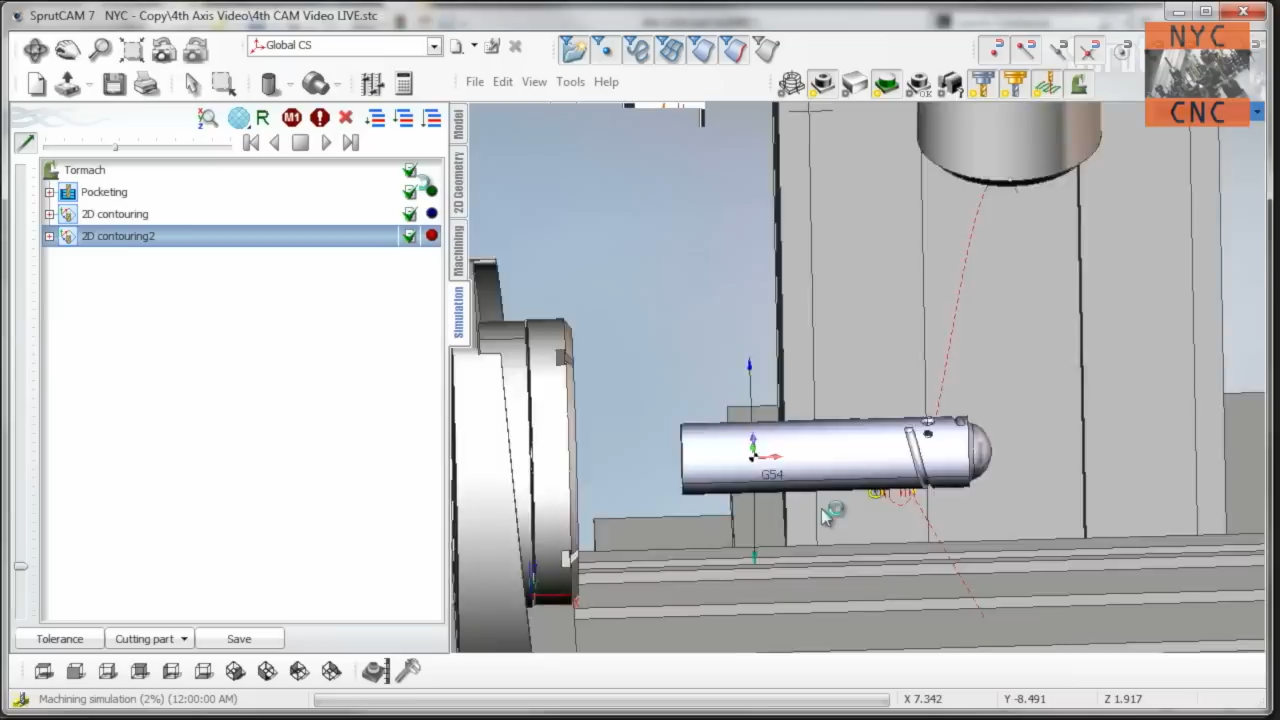 SprutCAM 7 NYC - Copy\4th Axis Video\4th CAM Video LIVE.stc
NYC
CNC
Global CS
File Edit View Tools Help
OK
R M1
Tormach
Pocketing
2D contouring
2D contouring2
Model
2D Geometry
Machining
Simulation
G54
Tolerance Cutting part Save
Machining simulation (2%) (12:00:00 AM) X 7.342 Y -8.491 Z 1.917